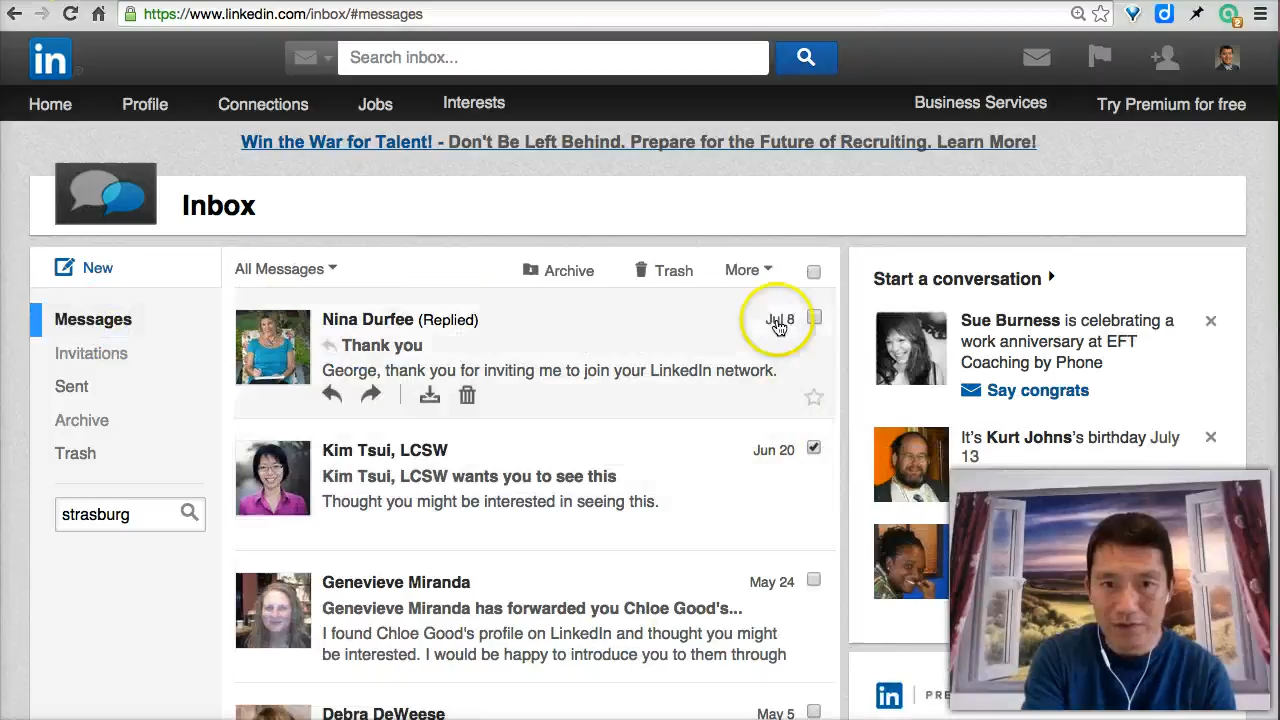 https://www.linkedin.com/inbox/#messages
d
2
in
Search inbox...
Home
Profile
Connections
Jobs
Interests
Business Services
Try Premium for free
Win the War for Talent! - Don't Be Left Behind. Prepare for the Future of Recruiting. Learn More!
Inbox
New
Messages
Invitations
Sent
Archive
Trash
strasburg
All Messages
Archive
Trash
More
Nina Durfee (Replied)
Jul 8
Thank you
George, thank you for inviting me to join your LinkedIn network.
Kim Tsui, LCSW
Jun 20
Kim Tsui, LCSW wants you to see this
Thought you might be interested in seeing this.
Genevieve Miranda
May 24
Genevieve Miranda has forwarded you Chloe Good's...
I found Chloe Good's profile on LinkedIn and thought you might
be interested. I would be happy to introduce you to them through
Debra DeWeese
May 5
Start a conversation
Sue Burness is celebrating a
work anniversary at EFT
Coaching by Phone
Say congrats
It's Kurt Johns's birthday July
13
in
PRE